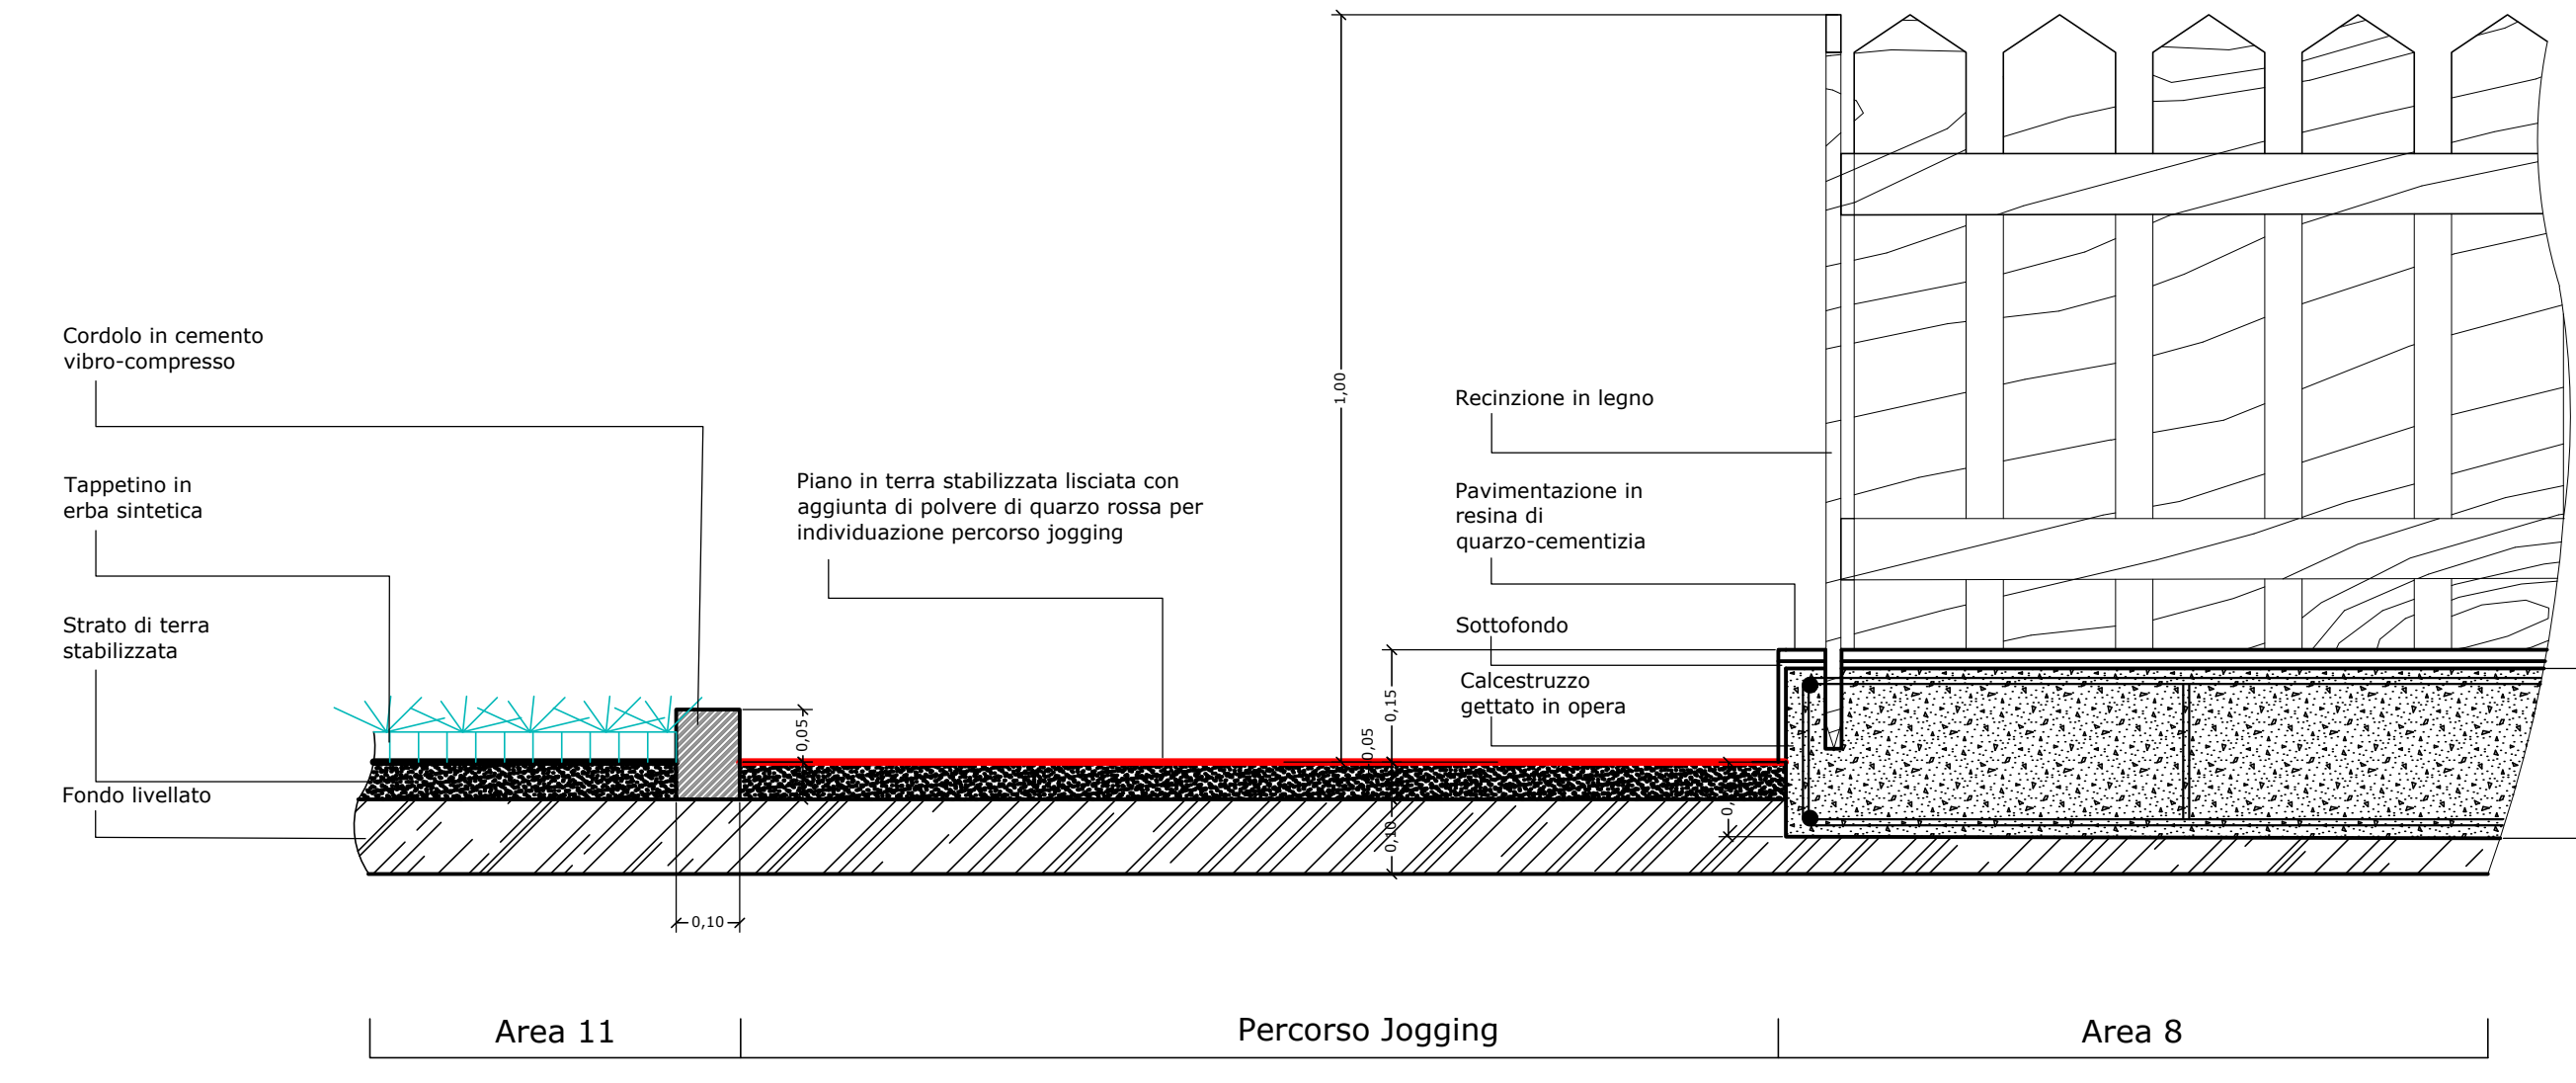 Cordolo in cemento
vibro-compresso
Tappetino in
erba sintetica
Strato di terra
stabilizzata
Fondo livellato
Piano in terra stabilizzata lisciata con
aggiunta di polvere di quarzo rossa per
individuazione percorso jogging
1,00
Recinzione in legno
Pavimentazione in
resina di
quarzo-cementizia
Sottofondo
Calcestruzzo
gettato in opera
0,05
0,05
0,15
0,10
0,10
Area 11
Percorso Jogging
Area 8